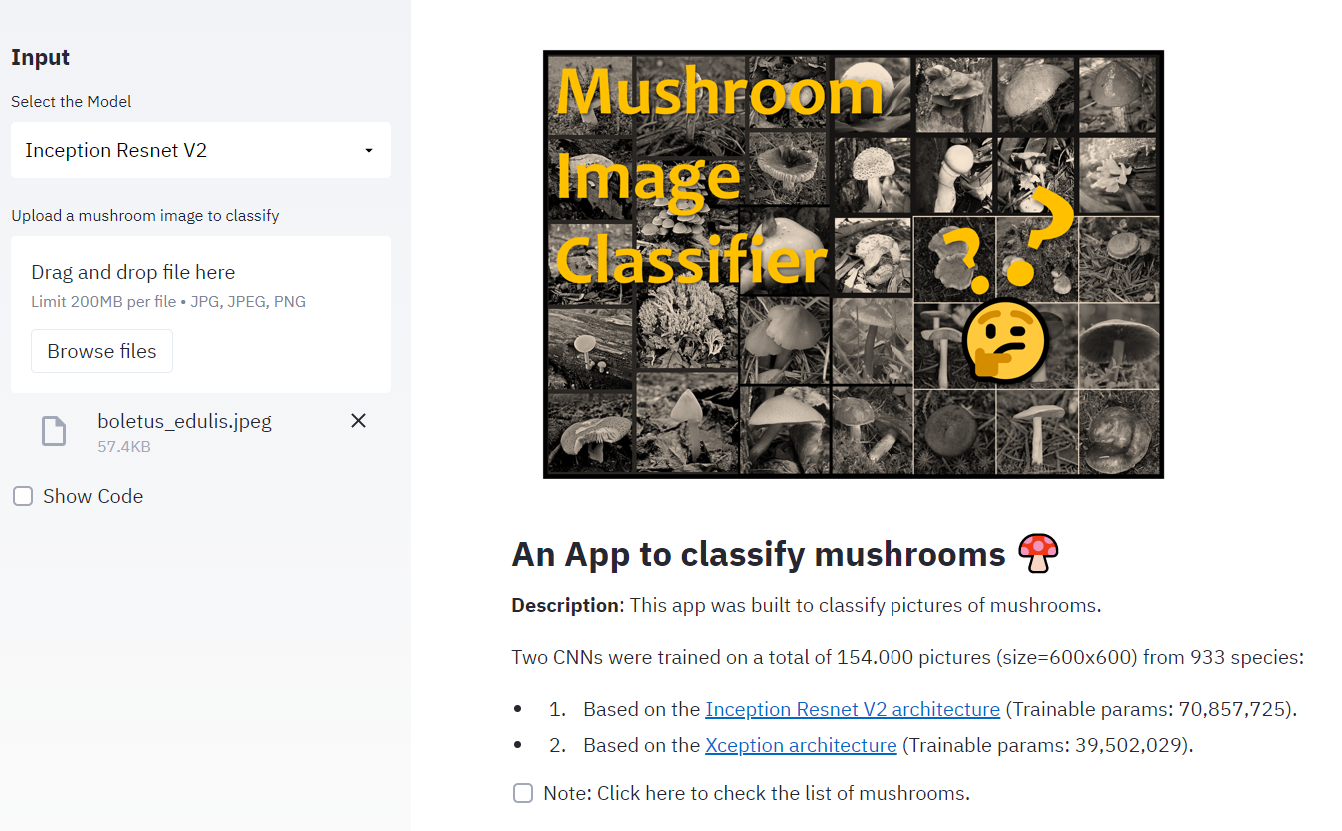 Input
Select the Model
Inception Resnet V2
Upload a mushroom image to classify
Drag and drop file here
Limit 200MB per file • JPG, JPEG, PNG
Browse files
boletus_edulis.jpeg
57.4KB
Show Code
Mushroom
Image
Classifier
? ?
An App to classify mushrooms 🍄
Description: This app was built to classify pictures of mushrooms.
Two CNNs were trained on a total of 154.000 pictures (size=600x600) from 933 species:
• 1. Based on the Inception Resnet V2 architecture (Trainable params: 70,857,725).
• 2. Based on the Xception architecture (Trainable params: 39,502,029).
Note: Click here to check the list of mushrooms.